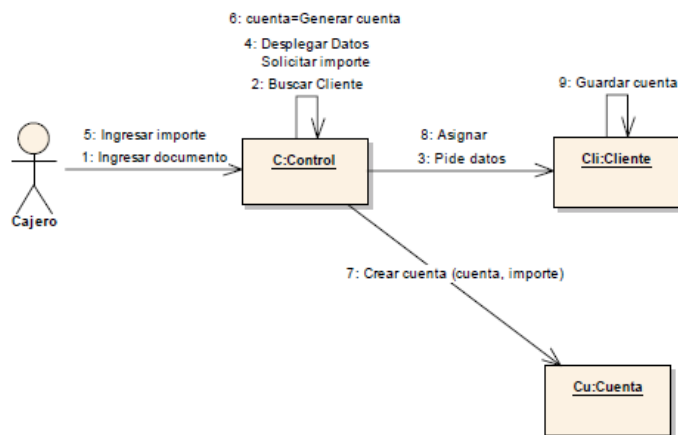 6: cuenta=Generar cuenta
4: Desplegar Datos
Solicitar importe
2: Buscar Cliente
9: Guardar cuenta
5: Ingresar importe
1: Ingresar documento
C:Control
8: Asignar
3: Pide datos
Cli:Cliente
Cajero
7: Crear cuenta (cuenta, importe)
Cu:Cuenta